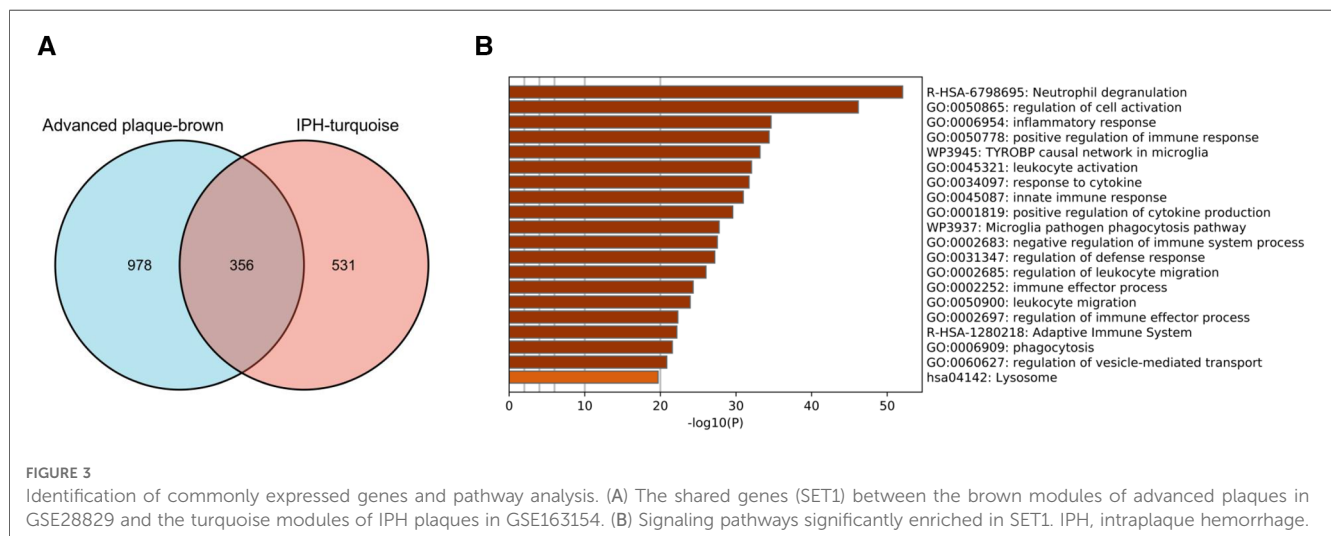 A
B
Advanced plaque-brown
IPH-turquoise
978
356
531
R-HSA-6798695: Neutrophil degranulation
GO:0050865: regulation of cell activation
GO:0006954: inflammatory response
GO:0050778: positive regulation of immune response
WP3945: TYROBP causal network in microglia
GO:0045321: leukocyte activation
GO:0034097: response to cytokine
GO:0045087: innate immune response
GO:0001819: positive regulation of cytokine production
WP3937: Microglia pathogen phagocytosis pathway
GO:0002683: negative regulation of immune system process
GO:0031347: regulation of defense response
GO:0002685: regulation of leukocyte migration
GO:0002252: immune effector process
GO:0050900: leukocyte migration
GO:0002697: regulation of immune effector process
R-HSA-1280218: Adaptive Immune System
GO:0006909: phagocytosis
GO:0060627: regulation of vesicle-mediated transport
hsa04142: Lysosome
0 10 20 30 40 50
-log10(P)
FIGURE 3
Identification of commonly expressed genes and pathway analysis. (A) The shared genes (SET1) between the brown modules of advanced plaques in
GSE28829 and the turquoise modules of IPH plaques in GSE163154. (B) Signaling pathways significantly enriched in SET1. IPH, intraplaque hemorrhage.